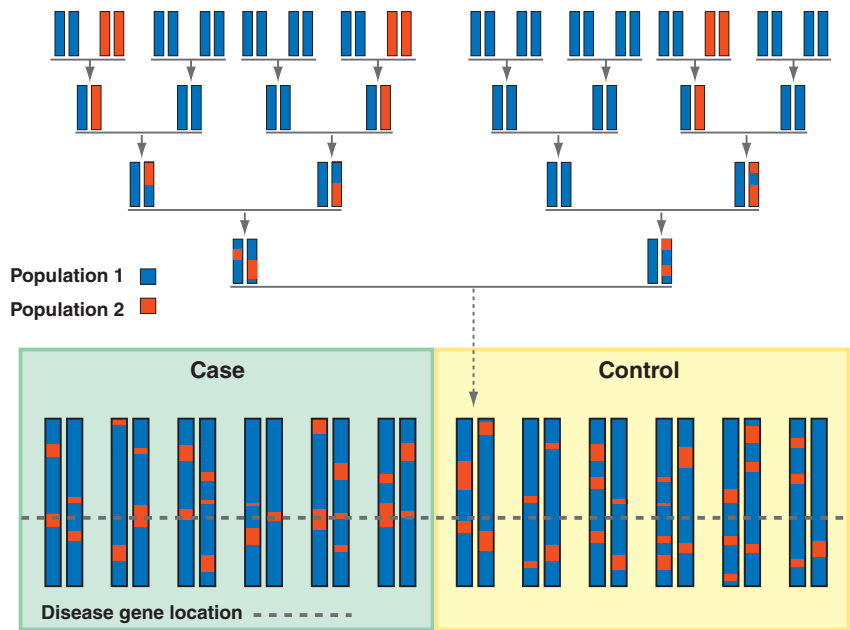 Population 1
Population 2
Case
Control
Disease gene location